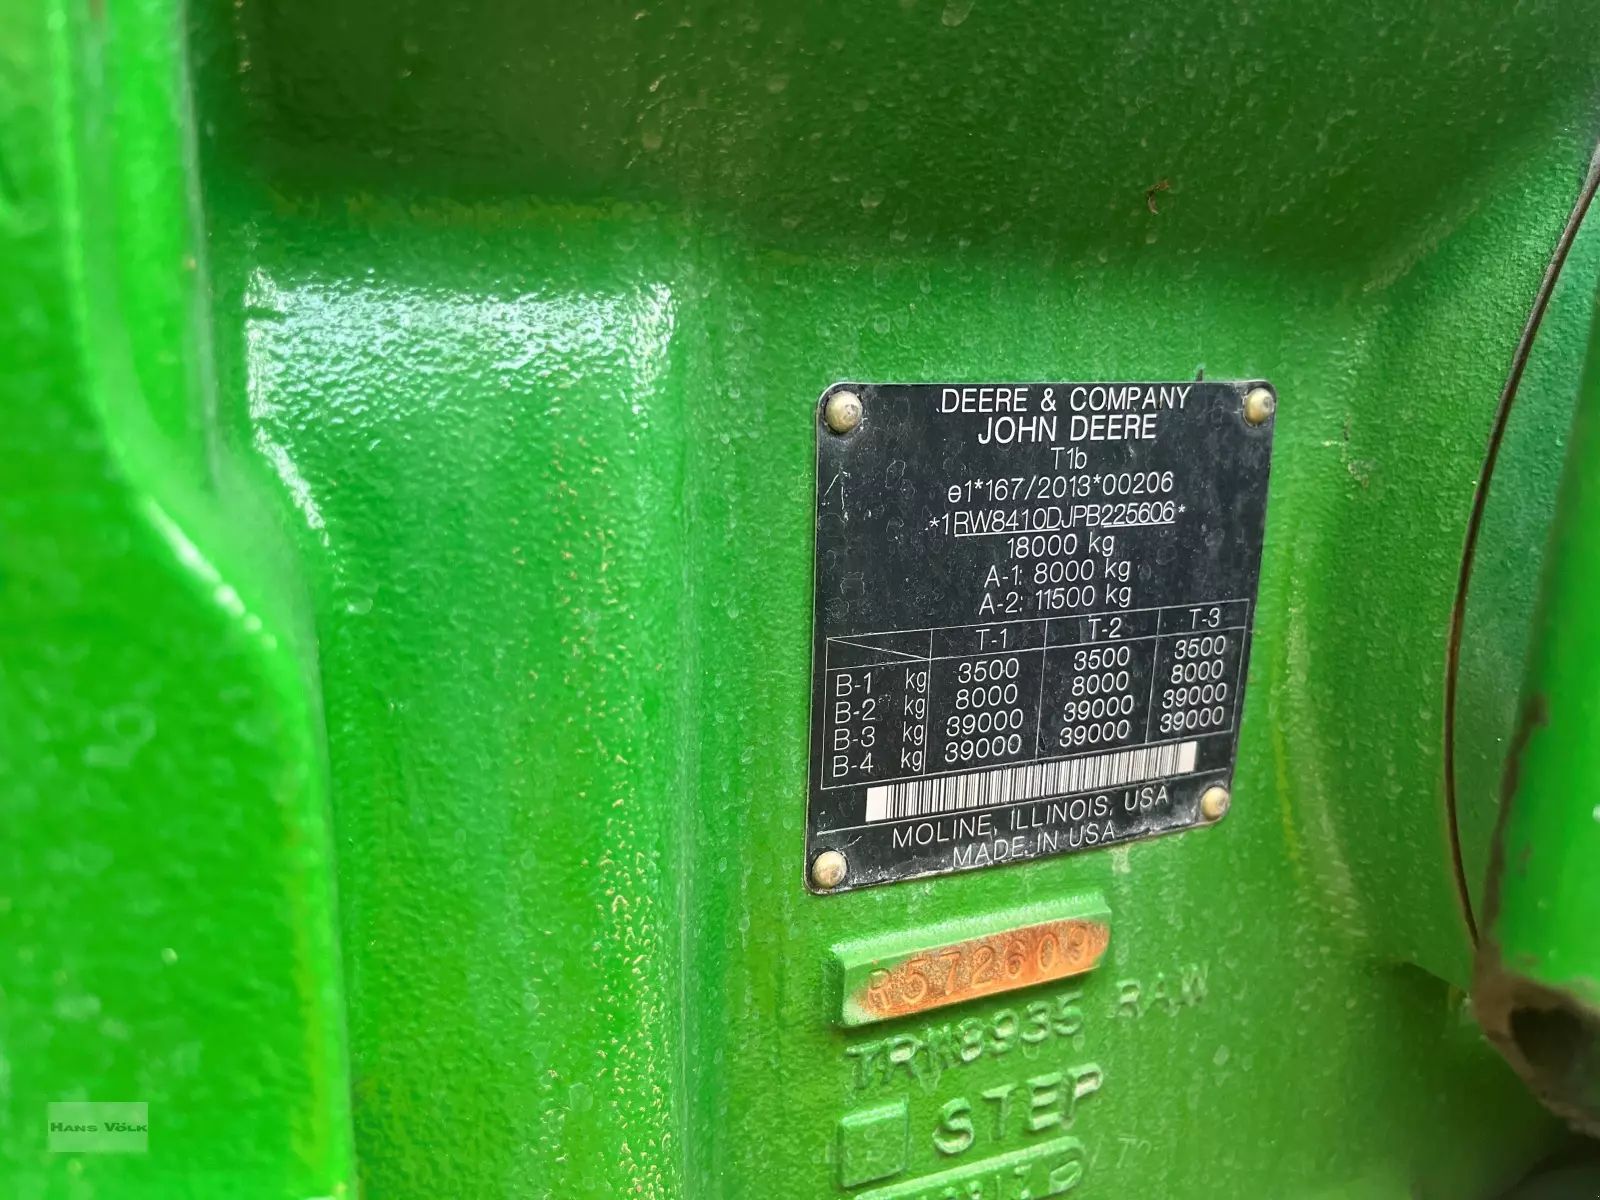 DEERE & COMPANY
JOHN DEERE
T1b
e1*167/2013*00206
*1RW8410DJPB225606*
18000 kg
A-1: 8000 kg
A-2: 11500 kg
T-1 T-2 T-3
B-1 kg 3500 3500 3500
B-2 kg 8000 8000 8000
B-3 kg 39000 39000 39000
B-4 kg 39000 39000 39000
MOLINE, ILLINOIS, USA
MADE IN USA
R572609
RAW
STEP
HANS VÖLK